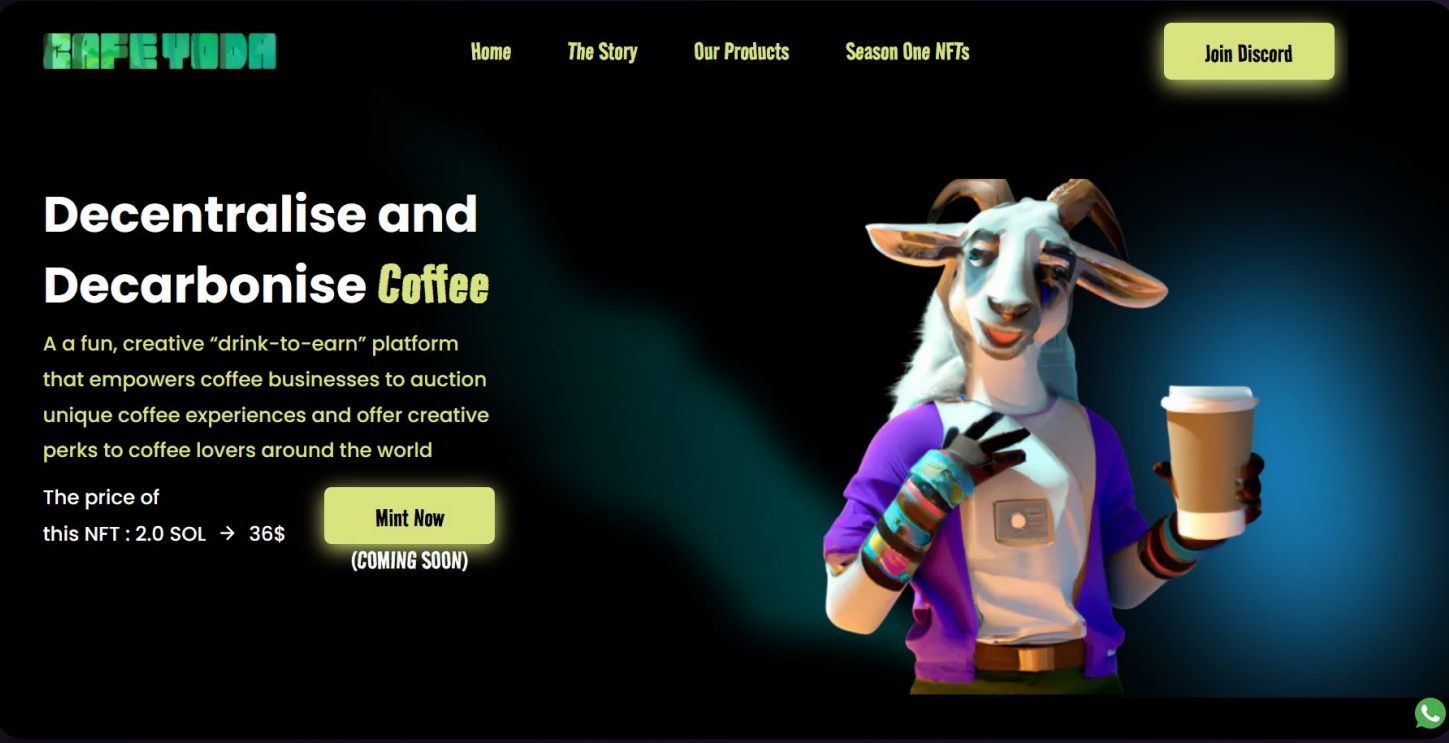 CAFEYODA
Home
The Story
Our Products
Season One NFTs
Join Discord
Decentralise and
Decarbonise Coffee
A a fun, creative “drink-to-earn” platform
that empowers coffee businesses to auction
unique coffee experiences and offer creative
perks to coffee lovers around the world
The price of
this NFT : 2.0 SOL → 36$
Mint Now
(COMING SOON)